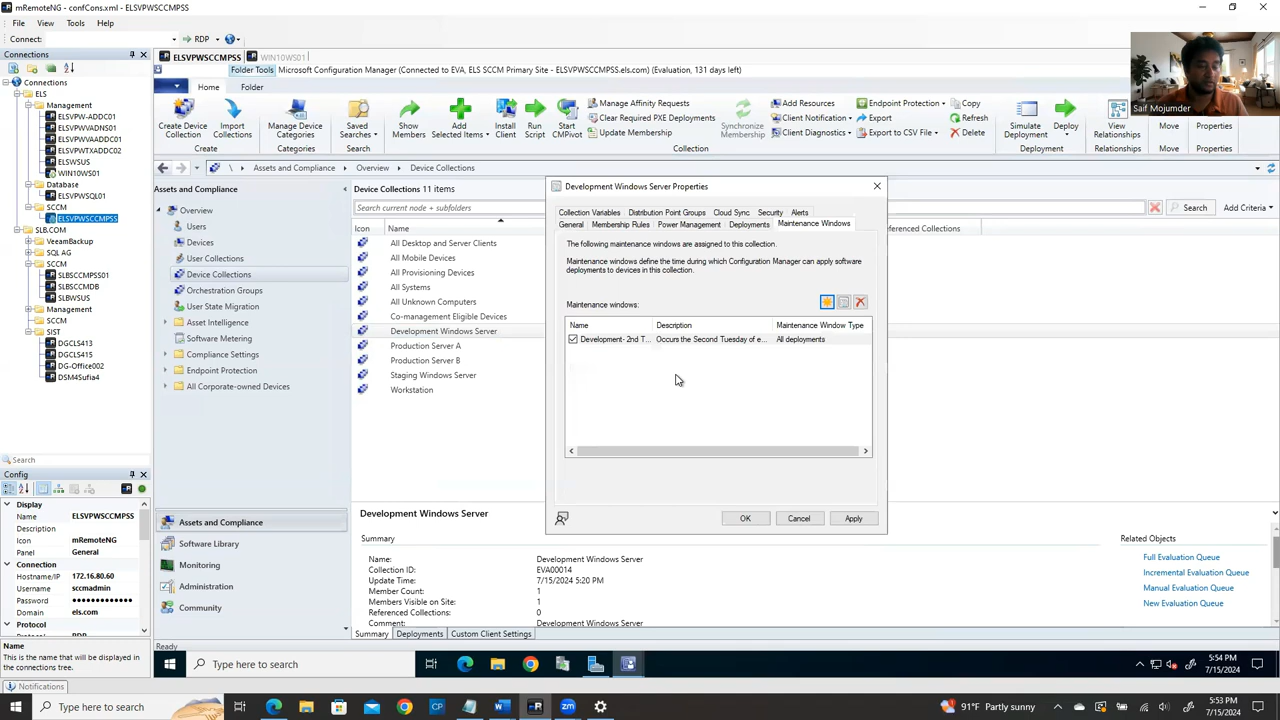 mRemoteNG - confCons.xml - ELSVPWSCCMPSS
File View Tools Help
Connect: RDP
Connections
Connections
ELS
Management
ELSVPW-ADDC01
ELSVPWADNS01
ELSVPWVAADDC01
ELSVPWTXADDC02
ELSWSUS
WIN10WS01
Database
ELSVPWSQL01
SCCM
ELSVPWSCCMPSS
SLB.COM
VeeamBackup
SQL AG
SCCM
SLBSCCMPSS01
SLBSCCMDB
SLBWSUS
Management
SCCM
SIST
DGCLS413
DGCLS415
DG-Office002
DSM4Sufia4
Search
Config
Display
Name ELSVPWSCCMPSS
Description
Icon mRemoteNG
Panel General
Connection
Hostname/IP 172.16.80.60
Username sccmadmin
Password
Domain els.com
Protocol
Name
This is the name that will be displayed in the connections tree.
Notifications
ELSVPWSCCMPSS WIN10WS01
Folder Tools Microsoft Configuration Manager (Connected to EVA, ELS SCCM Primary Site - ELSVPWSCCMPSS.els.com) (Evaluation, 131 days left)
Home Folder
Create Device Collection
Import Collections
Create
Manage Device Categories
Categories
Saved Searches
Search
Show Members
Add Selected Items
Install Client
Run Script
Start CMPivot
Manage Affinity Requests
Clear Required PXE Deployments
Update Membership
Synchronize Membership
Add Resources
Client Notification
Client Diagnostics
Endpoint Protection
Export
Export to CSV File
Copy
Refresh
Delete
Collection
Simulate Deployment
Deploy
Deployment
View Relationships
Relationships
Move
Move
Properties
Properties
\ Assets and Compliance Overview Device Collections
Assets and Compliance
Overview
Users
Devices
User Collections
Device Collections
Orchestration Groups
User State Migration
Asset Intelligence
Software Metering
Compliance Settings
Endpoint Protection
All Corporate-owned Devices
Assets and Compliance
Software Library
Monitoring
Administration
Community
Device Collections 11 items
Search current node + subfolders
Search Add Criteria
Icon Name
All Desktop and Server Clients
All Mobile Devices
All Provisioning Devices
All Systems
All Unknown Computers
Co-management Eligible Devices
Development Windows Server
Production Server A
Production Server B
Staging Windows Server
Workstation
Development Windows Server Properties
Collection Variables Distribution Point Groups Cloud Sync Security Alerts
General Membership Rules Power Management Deployments Maintenance Windows
The following maintenance windows are assigned to this collection.
Maintenance windows define the time during which Configuration Manager can apply software
deployments to devices in this collection.
Maintenance windows:
Name Description Maintenance Window Type
Development- 2nd T... Occurs the Second Tuesday of e... All deployments
OK Cancel Apply
Development Windows Server
Summary
Name: Development Windows Server
Collection ID: EVA00014
Update Time: 7/15/2024 5:20 PM
Member Count: 1
Members Visible on Site: 1
Referenced Collections: 0
Comment: Development Windows Server
Related Objects
Full Evaluation Queue
Incremental Evaluation Queue
Manual Evaluation Queue
New Evaluation Queue
Summary Deployments Custom Client Settings
Ready
Type here to search
5:54 PM
7/15/2024
Type here to search
91°F Partly sunny
5:53 PM
7/15/2024
Saif Mojumder